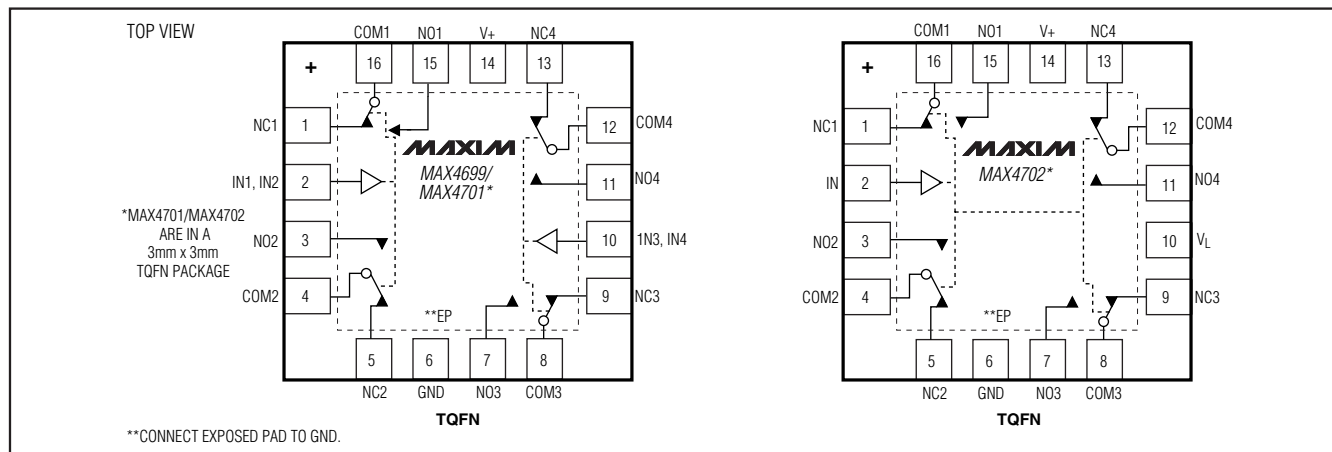 TOP VIEW
COM1 NO1 V+ NC4
+
16 15 14 13
NC1 1
12 COM4
IN1, IN2 2
11 NO4
MAXIM
MAX4699/
MAX4701*
*MAX4701/MAX4702
ARE IN A
3mm x 3mm
TQFN PACKAGE
NO2 3
10 1N3, IN4
COM2 4
9 NC3
**EP
5 6 7 8
NC2 GND NO3 COM3
TQFN
**CONNECT EXPOSED PAD TO GND.
COM1 NO1 V+ NC4
+
16 15 14 13
NC1 1
12 COM4
MAXIM
MAX4702*
IN 2
11 NO4
NO2 3
10 VL
COM2 4
9 NC3
**EP
5 6 7 8
NC2 GND NO3 COM3
TQFN